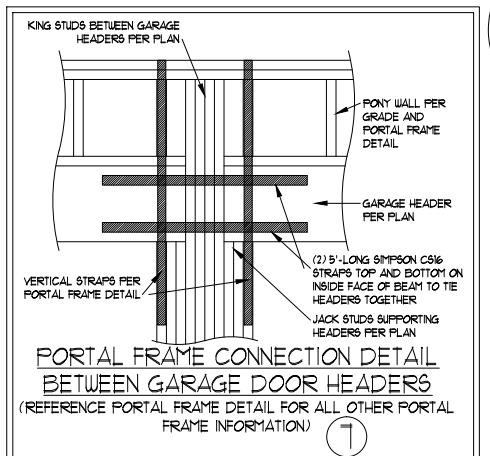 KING STUDS BETWEEN GARAGE
HEADERS PER PLAN
PONY WALL PER
GRADE AND
PORTAL FRAME
DETAIL
GARAGE HEADER
PER PLAN
(2) 5'-LONG SIMPSON CS16
STRAPS TOP AND BOTTOM ON
INSIDE FACE OF BEAM TO TIE
HEADERS TOGETHER
VERTICAL STRAPS PER
PORTAL FRAME DETAIL
JACK STUDS SUPPORTING
HEADERS PER PLAN
PORTAL FRAME CONNECTION DETAIL
BETWEEN GARAGE DOOR HEADERS
(REFERENCE PORTAL FRAME DETAIL FOR ALL OTHER PORTAL
FRAME INFORMATION)
7